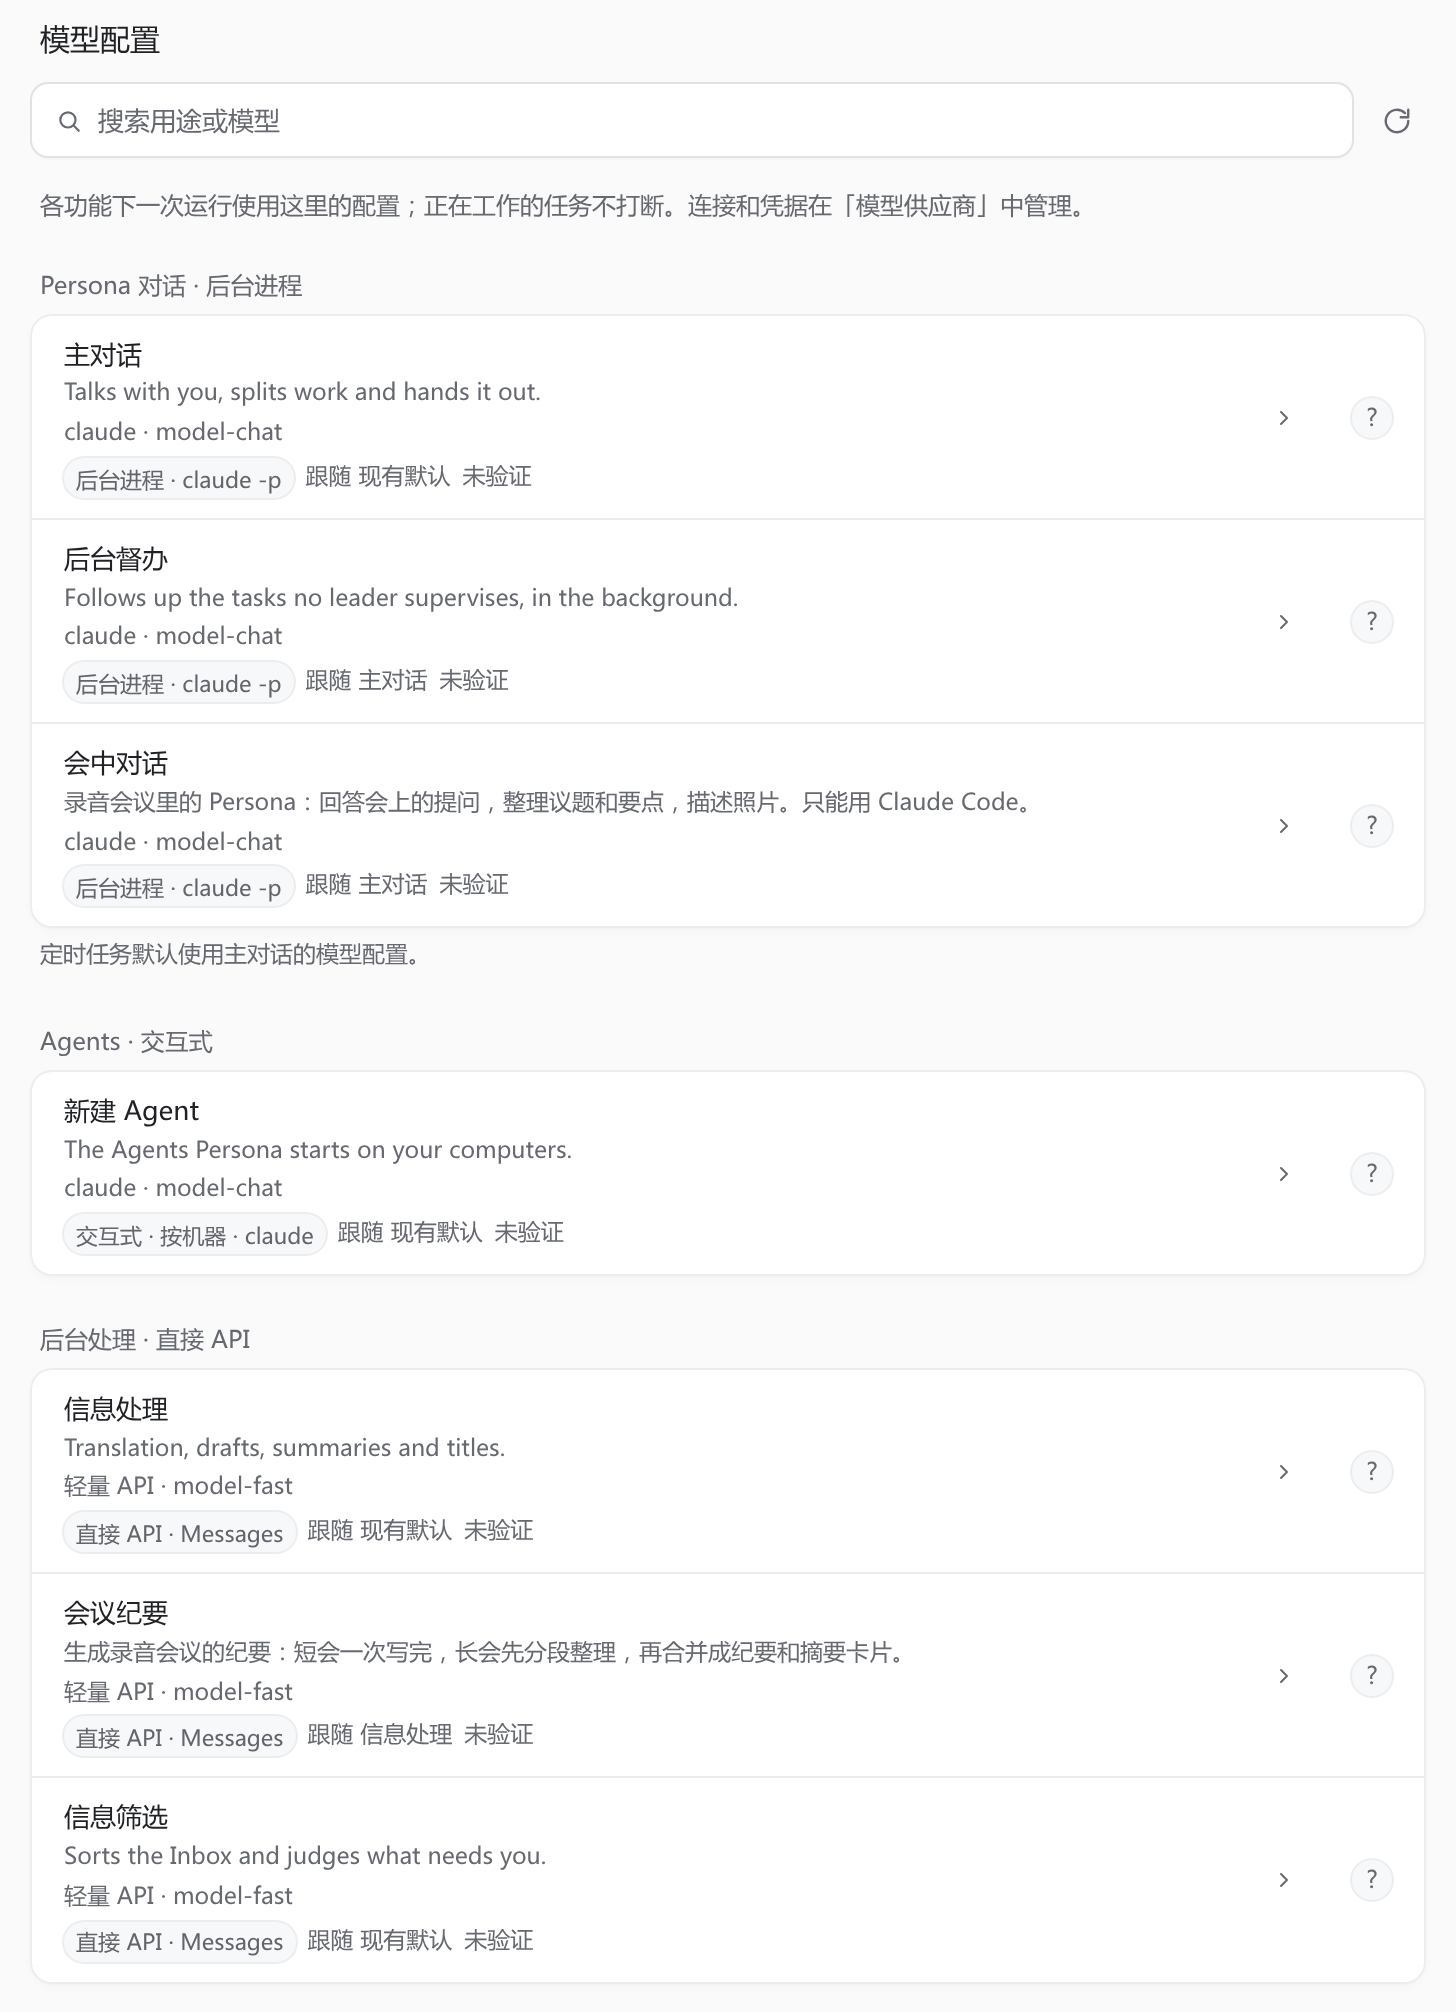 模型配置
搜索用途或模型
各功能下一次运行使用这里的配置；正在工作的任务不打断。连接和凭据在「模型供应商」中管理。
Persona 对话 · 后台进程
主对话
Talks with you, splits work and hands it out.
claude · model-chat
后台进程 · claude -p 跟随 现有默认 未验证
?
后台督办
Follows up the tasks no leader supervises, in the background.
claude · model-chat
后台进程 · claude -p 跟随 主对话 未验证
?
会中对话
录音会议里的 Persona：回答会上的提问，整理议题和要点，描述照片。只能用 Claude Code。
claude · model-chat
后台进程 · claude -p 跟随 主对话 未验证
?
定时任务默认使用主对话的模型配置。
Agents · 交互式
新建 Agent
The Agents Persona starts on your computers.
claude · model-chat
交互式 · 按机器 · claude 跟随 现有默认 未验证
?
后台处理 · 直接 API
信息处理
Translation, drafts, summaries and titles.
轻量 API · model-fast
直接 API · Messages 跟随 现有默认 未验证
?
会议纪要
生成录音会议的纪要：短会一次写完，长会先分段整理，再合并成纪要和摘要卡片。
轻量 API · model-fast
直接 API · Messages 跟随 信息处理 未验证
?
信息筛选
Sorts the Inbox and judges what needs you.
轻量 API · model-fast
直接 API · Messages 跟随 现有默认 未验证
?